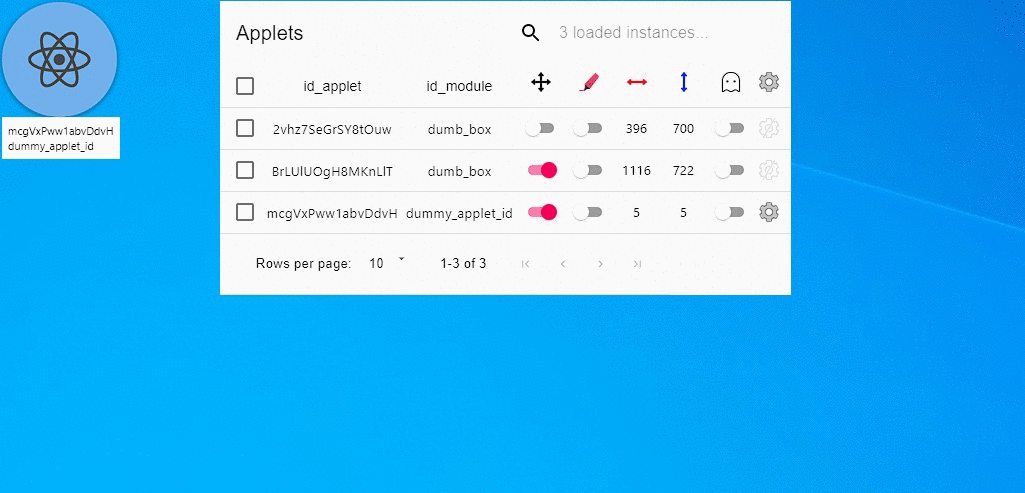 mcgVxPww1abvDdvH
dummy_applet_id
Applets
3 loaded instances...
id_applet id_module
2vhz7SeGrSY8tOuw dumb_box 396 700
BrLUlUOgH8MKnLlT dumb_box 1116 722
mcgVxPww1abvDdvH dummy_applet_id 5 5
Rows per page: 10 1-3 of 3